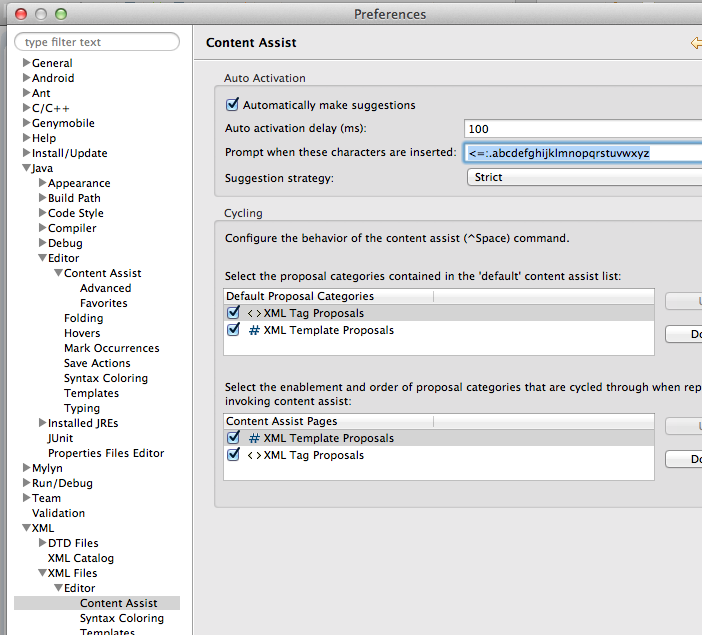 Preferences
type filter text
General
Android
Ant
C/C++
Genymobile
Help
Install/Update
Java
Appearance
Build Path
Code Style
Compiler
Debug
Editor
Content Assist
Advanced
Favorites
Folding
Hovers
Mark Occurrences
Save Actions
Syntax Coloring
Templates
Typing
Installed JREs
JUnit
Properties Files Editor
Mylyn
Run/Debug
Team
Validation
XML
DTD Files
XML Catalog
XML Files
Editor
Content Assist
Syntax Coloring
Templates
Content Assist
Auto Activation
Automatically make suggestions
Auto activation delay (ms): 100
Prompt when these characters are inserted: <=:.abcdefghijklmnopqrstuvwxyz
Suggestion strategy: Strict
Cycling
Configure the behavior of the content assist (^Space) command.
Select the proposal categories contained in the 'default' content assist list:
Default Proposal Categories
<> XML Tag Proposals
# XML Template Proposals
Do
Select the enablement and order of proposal categories that are cycled through when rep
invoking content assist:
Content Assist Pages
# XML Template Proposals
<> XML Tag Proposals
Do